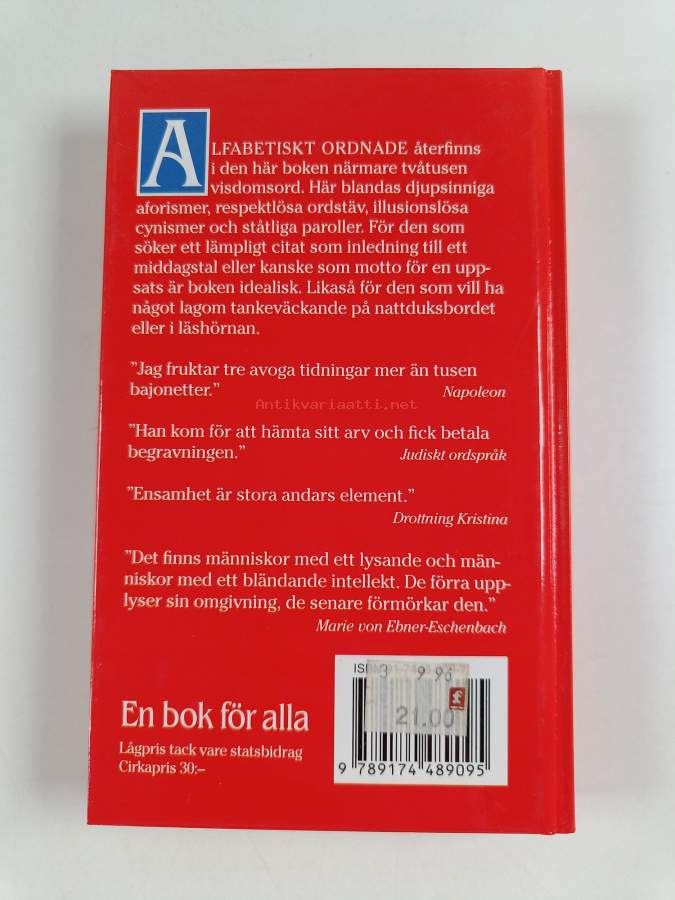 ALFABETISKT ORDNADE återfinns
i den här boken närmare tvåtusen
visdomsord. Här blandas djupsinniga
aforismer, respektlösa ordstäv, illusionslösa
cynismer och ståtliga paroller. För den som
söker ett lämpligt citat som inledning till ett
middagstal eller kanske som motto för en upp-
sats är boken idealisk. Likaså för den som vill ha
något lagom tankeväckande på nattduksbordet
eller i läshörnan.
"Jag fruktar tre avoga tidningar mer än tusen
bajonetter." Napoleon
Antikvariaatti.net
"Han kom för att hämta sitt arv och fick betala
begravningen." Judiskt ordspråk
"Ensamhet är stora andars element."
Drottning Kristina
"Det finns människor med ett lysande och män-
niskor med ett bländande intellekt. De förra upp-
lyser sin omgivning, de senare förmörkar den."
Marie von Ebner-Eschenbach
En bok för alla
Lågpris tack vare statsbidrag
Cirkapris 30:–
ISBN
3 9 96
21.00
9 789174 489095